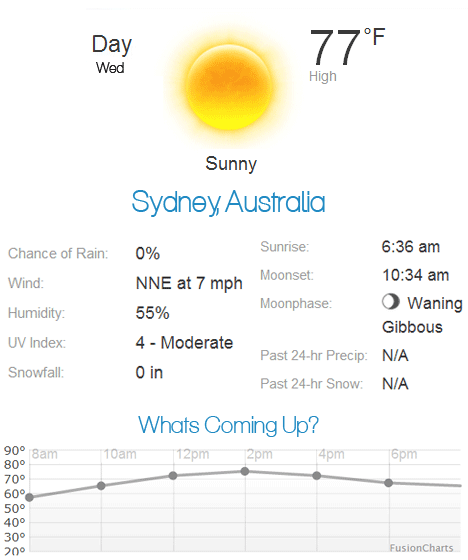 Day
Wed
77°F
High
Sunny
Sydney, Australia
Chance of Rain: 0%
Wind: NNE at 7 mph
Humidity: 55%
UV Index: 4 - Moderate
Snowfall: 0 in
Sunrise: 6:36 am
Moonset: 10:34 am
Moonphase: Waning
Gibbous
Past 24-hr Precip: N/A
Past 24-hr Snow: N/A
Whats Coming Up?
8am 10am 12pm 2pm 4pm 6pm
90°
80°
70°
60°
50°
40°
30°
20°
FusionCharts